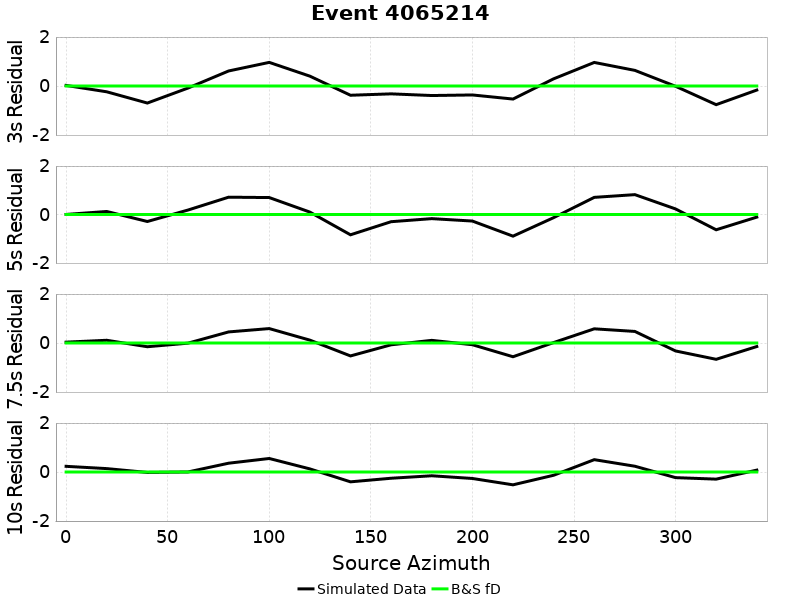 Event 4065214
3s Residual
2
0
-2
5s Residual
2
0
-2
7.5s Residual
2
0
-2
10s Residual
2
0
-2
0 50 100 150 200 250 300
Source Azimuth
Simulated Data B&S fD